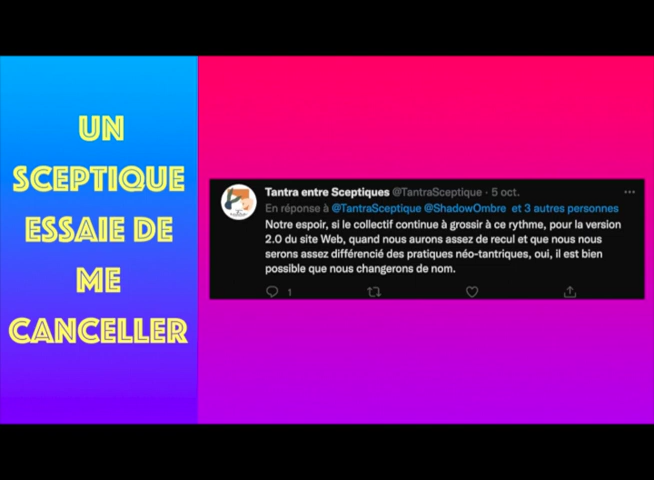 UN
SCEPTIQUE
ESSAIE DE
ME
CANCELLER
Tantra entre Sceptiques @TantraSceptique · 5 oct.
En réponse à @TantraSceptique @ShadowOmbre et 3 autres personnes
Notre espoir, si le collectif continue à grossir à ce rythme, pour la version
2.0 du site Web, quand nous aurons assez de recul et que nous nous
serons assez différencié des pratiques néo-tantriques, oui, il est bien
possible que nous changerons de nom.
1